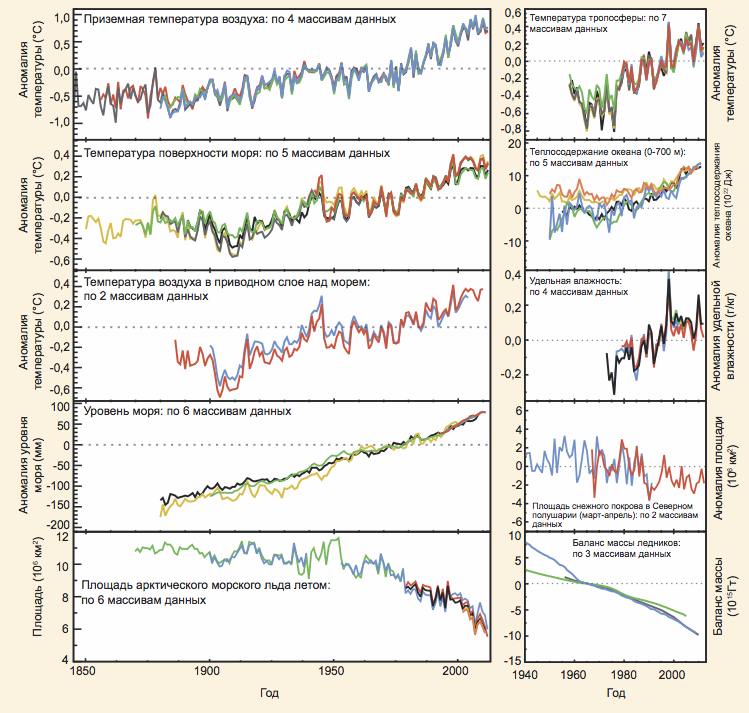 Приземная температура воздуха: по 4 массивам данных
Аномалия
температуры (°C)
1,0
0,5
0,0
-0,5
-1,0
Температура поверхности моря: по 5 массивам данных
Аномалия
температуры (°C)
0,4
0,2
0,0
-0,2
-0,4
-0,6
Температура воздуха в приводном слое над морем:
по 2 массивам данных
Аномалия
температуры (°C)
0,4
0,2
0,0
-0,2
-0,4
-0,6
Уровень моря: по 6 массивам данных
Аномалия уровня
моря (мм)
100
50
0
-50
-100
-150
-200
Площадь арктического морского льда летом:
по 6 массивам данных
Площадь (10⁶ км²)
12
10
8
6
4
1850
1900
1950
2000
Год
Температура тропосферы: по 7
массивам данных
Аномалия
температуры (°C)
0,6
0,4
0,2
0,0
-0,2
-0,4
-0,6
-0,8
Теплосодержание океана (0-700 м):
по 5 массивам данных
Аномалия теплосодержания
океана (10²² Дж)
20
10
0
-10
Удельная влажность:
по 4 массивам данных
Аномалия удельной
влажности (г/кг)
0,4
0,2
0,0
-0,2
Площадь снежного покрова в Северном
полушарии (март-апрель): по 2 массивам
данных
Аномалия площади
(10⁶ км²)
6
4
2
0
-2
-4
-6
Баланс массы ледников:
по 3 массивам данных
Баланс массы
(10¹⁵ГТ)
10
5
0
-5
-10
-15
1940
1960
1980
2000
Год